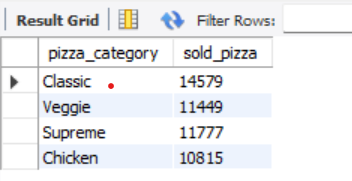 Result Grid Filter Rows:
pizza_category sold_pizza
Classic 14579
Veggie 11449
Supreme 11777
Chicken 10815